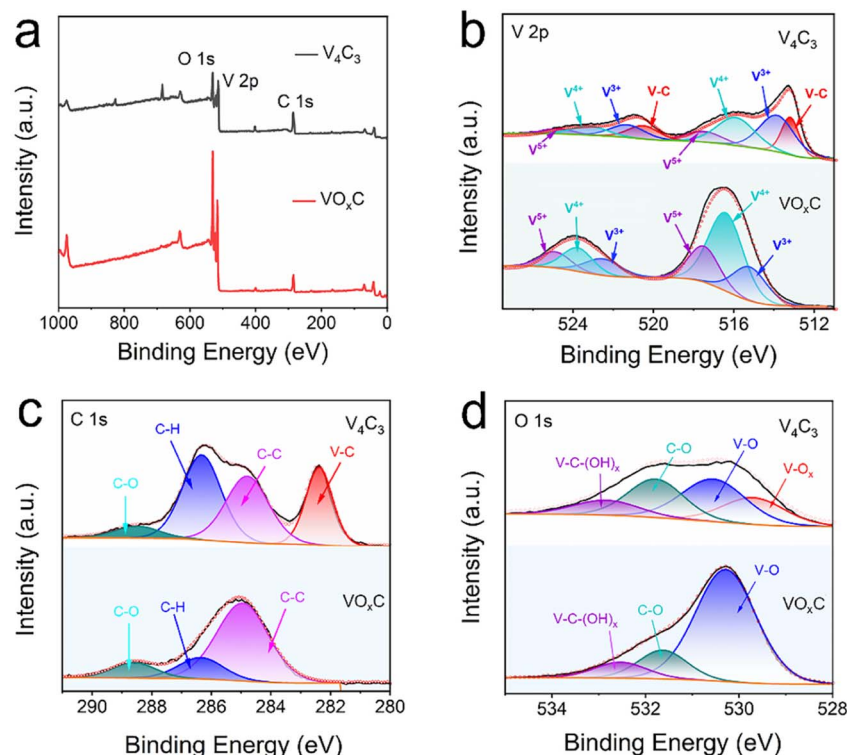 a
O 1s
V₄C₃
V 2p
C 1s
VOₓC
Intensity (a.u.)
1000 800 600 400 200 0
Binding Energy (eV)
b
V 2p
V₄C₃
V⁴⁺ V³⁺ V-C V⁴⁺ V³⁺ V-C
V⁵⁺ V⁵⁺
VOₓC
V⁵⁺ V⁴⁺ V³⁺ V⁵⁺ V⁴⁺ V³⁺
Intensity (a.u.)
524 520 516 512
Binding Energy (eV)
c
C 1s
V₄C₃
C-O C-H C-C V-C
VOₓC
C-O C-H C-C
Intensity (a.u.)
290 288 286 284 282 280
Binding Energy (eV)
d
O 1s
V₄C₃
V-C-(OH)ₓ C-O V-O V-Oₓ
VOₓC
V-C-(OH)ₓ C-O V-O
Intensity (a.u.)
534 532 530 528
Binding Energy (eV)